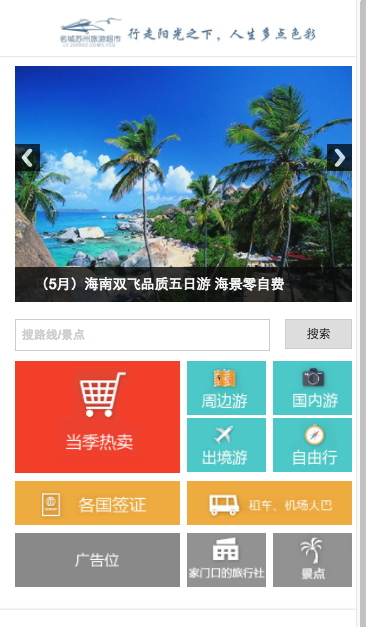 名城苏州旅游超市 行走阳光之下，人生多点色彩
（5月）海南双飞品质五日游 海景零自费
搜路线/景点
搜索
当季热卖
周边游
国内游
出境游
自由行
各国签证
租车、机场大巴
广告位
家门口的旅行社
景点